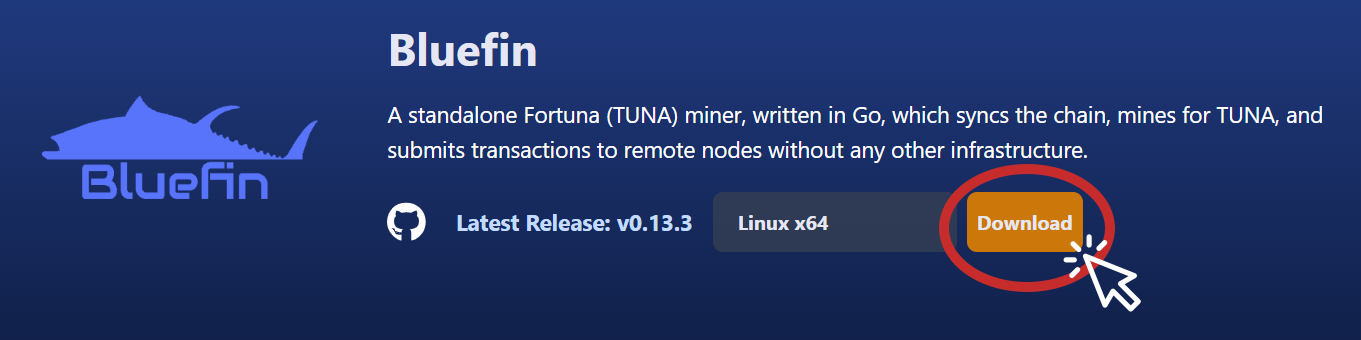 Bluefin
A standalone Fortuna (TUNA) miner, written in Go, which syncs the chain, mines for TUNA, and
submits transactions to remote nodes without any other infrastructure.
Bluefin
Latest Release: v0.13.3
Linux x64
Download